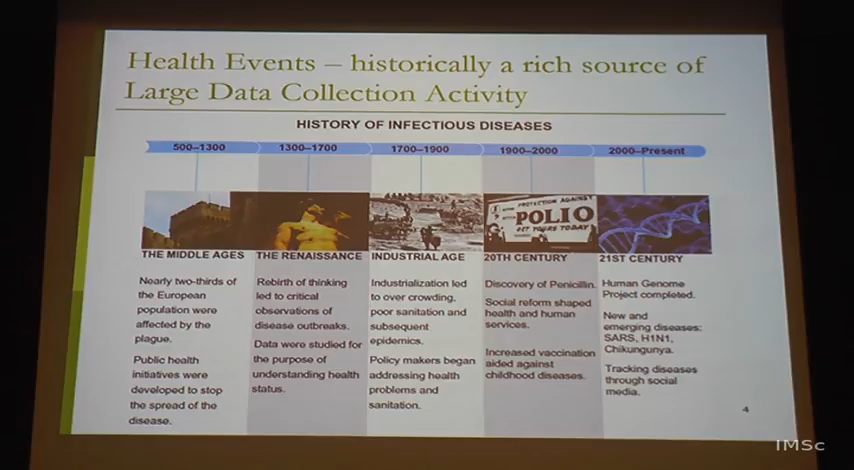 Health Events – historically a rich source of
Large Data Collection Activity
HISTORY OF INFECTIOUS DISEASES
500–1300
1300–1700
1700–1900
1900–2000
2000–Present
PROTECTION AGAINST
POLIO
GET YOURS TODAY
THE MIDDLE AGES
Nearly two-thirds of
the European
population were
affected by the
plague.
Public health
initiatives were
developed to stop
the spread of the
disease.
THE RENAISSANCE
Rebirth of thinking
led to critical
observations of
disease outbreaks.
Data were studied for
the purpose of
understanding health
status.
INDUSTRIAL AGE
Industrialization led
to over crowding,
poor sanitation and
subsequent
epidemics.
Policy makers began
addressing health
problems and
sanitation.
20TH CENTURY
Discovery of Penicillin.
Social reform shaped
health and human
services.
Increased vaccination
aided against
childhood diseases.
21ST CENTURY
Human Genome
Project completed.
New and
emerging diseases:
SARS, H1N1,
Chikungunya.
Tracking diseases
through social
media.
4
IMSc